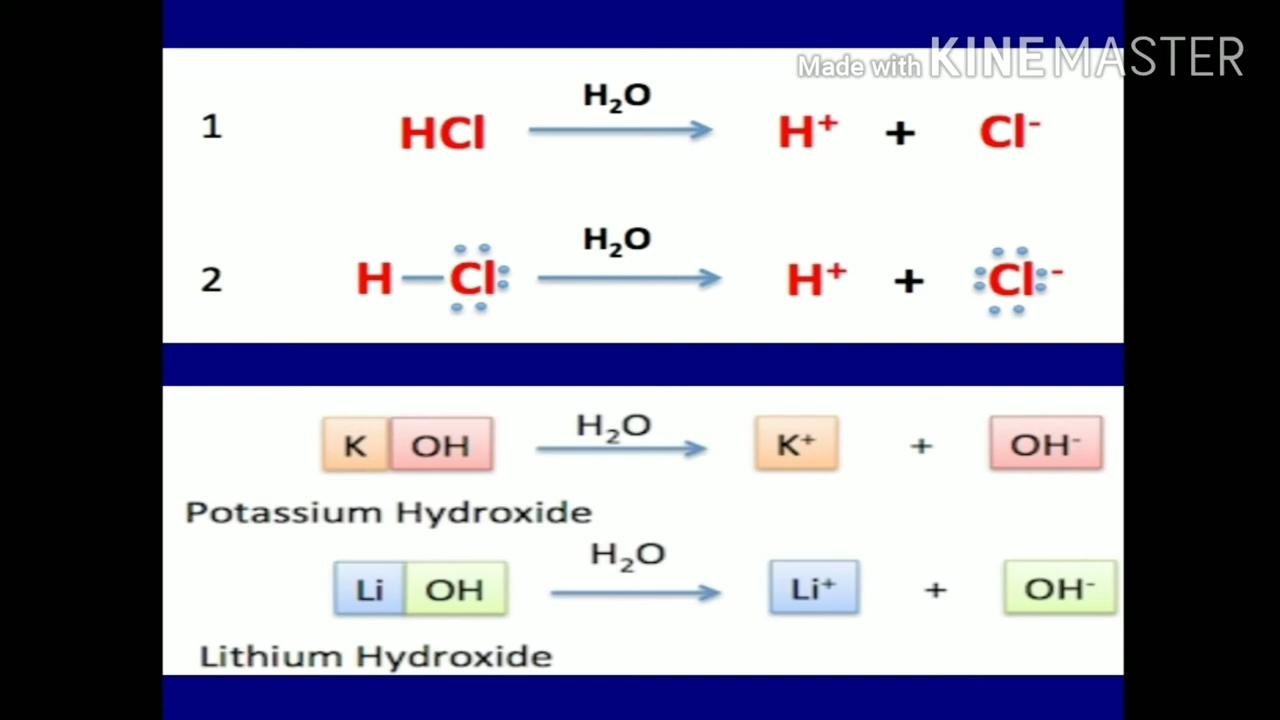 Made with KINEMASTER
1 HCl H₂O H⁺ + Cl⁻
2 H Cl H₂O H⁺ + Cl⁻
K OH H₂O K⁺ + OH⁻
Potassium Hydroxide
Li OH H₂O Li⁺ + OH⁻
Lithium Hydroxide